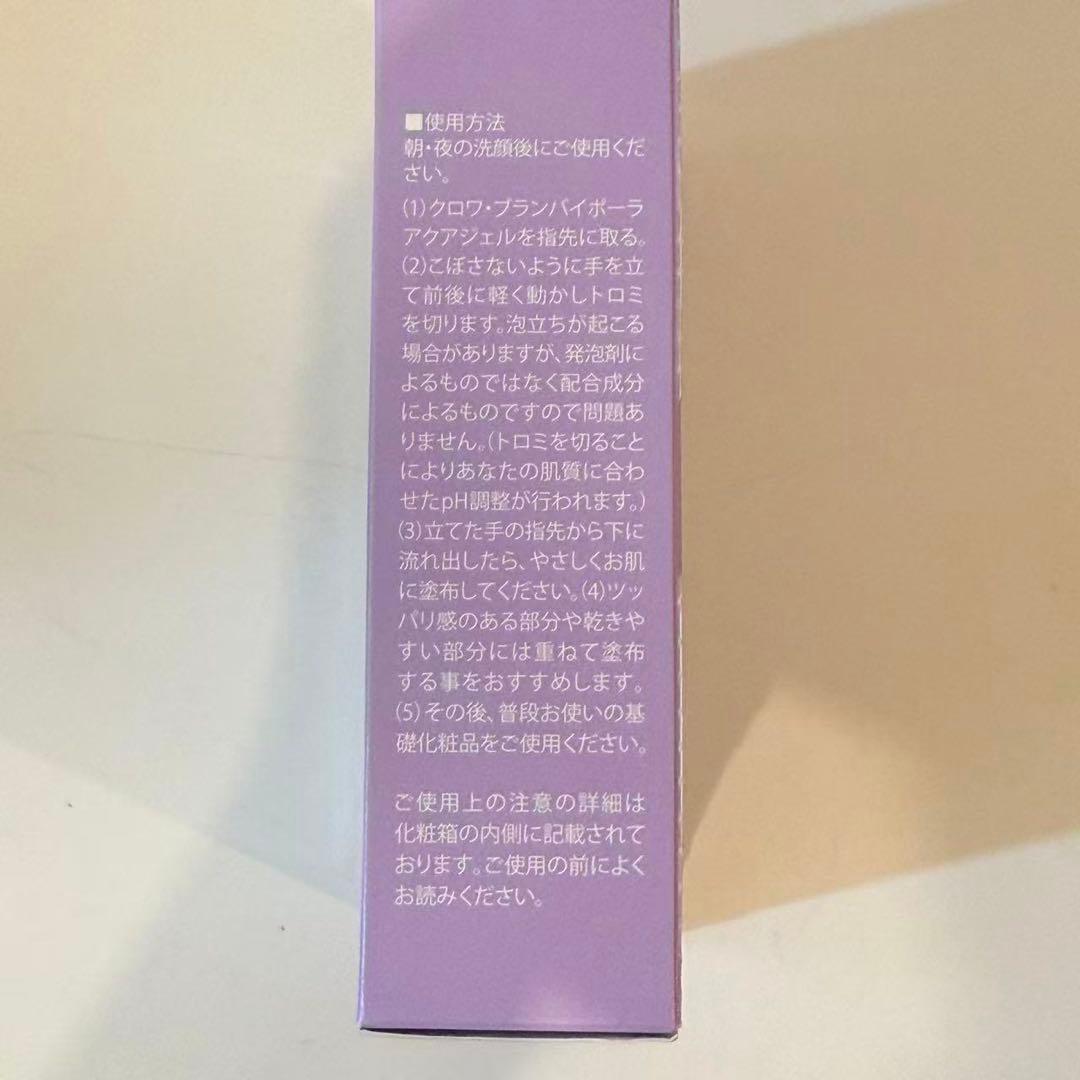 ■使用方法
朝・夜の洗顔後にご使用くだ
さい。
(1)クロワ・ブランバイポーラ
アクアジェルを指先に取る。
(2)こぼさないように手を立
て前後に軽く動かしトロミ
を切ります。泡立ちが起こる
場合がありますが、発泡剤に
よるものではなく配合成分
によるものですので問題あ
りません。(トロミを切ること
によりあなたの肌質に合わ
せたpH調整が行われます。)
(3)立てた手の指先から下に
流れ出したら、やさしくお肌
に塗布してください。(4)ツッ
パリ感のある部分や乾きや
すい部分には重ねて塗布
する事をおすすめします。
(5)その後、普段お使いの基
礎化粧品をご使用ください。
ご使用上の注意の詳細は
化粧箱の内側に記載されて
おります。ご使用の前によく
お読みください。